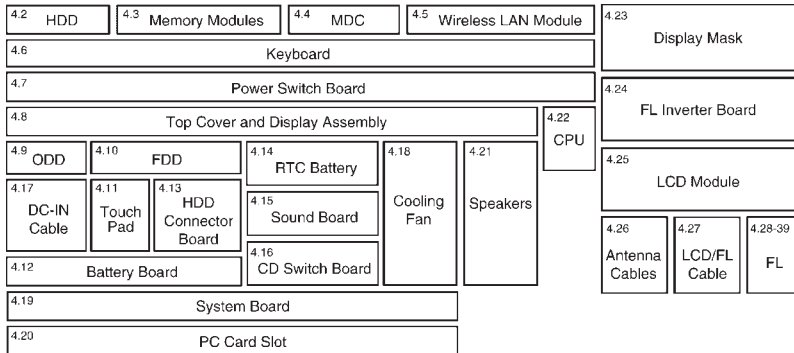 4.2 HDD
4.3 Memory Modules
4.4 MDC
4.5 Wireless LAN Module
4.6 Keyboard
4.7 Power Switch Board
4.8 Top Cover and Display Assembly
4.22 CPU
4.9 ODD
4.10 FDD
4.14 RTC Battery
4.18 Cooling
Fan
4.21 Speakers
4.17 DC-IN
Cable
4.11 Touch
Pad
4.13 HDD
Connector
Board
4.15 Sound Board
4.16 CD Switch Board
4.12 Battery Board
4.19 System Board
4.20 PC Card Slot
4.23 Display Mask
4.24 FL Inverter Board
4.25 LCD Module
4.26 Antenna
Cables
4.27 LCD/FL
Cable
4.28-39 FL